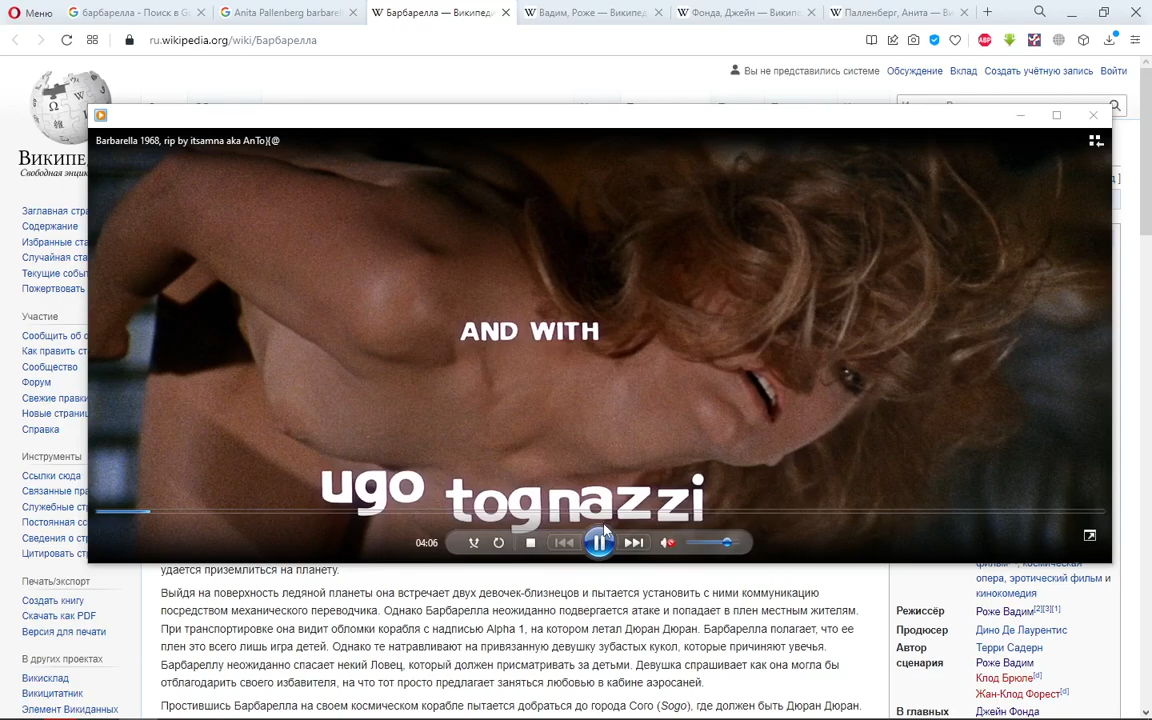 Меню
барбарелла - Поиск в G
Anita Pallenberg barbarel
Барбарелла — Википеди
Вадим, Роже — Википед
Фонда, Джейн — Википе
Палленберг, Анита — Ви
ru.wikipedia.org/wiki/Барбарелла
Вы не представились системе Обсуждение Вклад Создать учётную запись Войти
Свободная энци
Barbarella 1968, rip by itsamna aka AnTo}{@
Заглавная стра
Содержание
Избранные ста
Случайная ста
Текущие собы
Пожертвовать
Участие
Сообщить об о
Как править ст
Сообщество
Форум
Свежие правки
Новые страниц
Справка
Инструменты
Ссылки сюда
Связанные пра
Служебные стр
Постоянная сс
Сведения о стр
Цитировать стр
Печать/экспорт
Создать книгу
Скачать как PDF
Версия для печати
В других проектах
Викисклад
Викицитатник
Элемент Викиданных
AND WITH
ugo tognazzi
04:06
удается приземлиться на планету.
Выйдя на поверхность ледяной планеты она встречает двух девочек-близнецов и пытается установить с ними коммуникацию
посредством механического переводчика. Однако Барбарелла неожиданно подвергается атаке и попадает в плен местным жителям.
При транспортировке она видит обломки корабля с надписью Alpha 1, на котором летал Дюран Дюран. Барбарелла полагает, что ее
плен это всего лишь игра детей. Однако те натравливают на привязанную девушку зубастых кукол, которые причиняют увечья.
Барбареллу неожиданно спасает некий Ловец, который должен присматривать за детьми. Девушка спрашивает как она могла бы
отблагодарить своего избавителя, на что тот просто предлагает заняться любовью в кабине аэросаней.
Простившись Барбарелла на своем космическом корабле пытается добраться до города Сого (Sogo), где должен быть Дюран Дюран.
опера, эротический фильм и
кинокомедия
Режиссёр Роже Вадим[2][3][1]
Продюсер Дино Де Лаурентис
Автор сценария Терри Садерн
Роже Вадим
Клод Брюле[d]
Жан-Клод Форест[d]
В главных Джейн Фонда